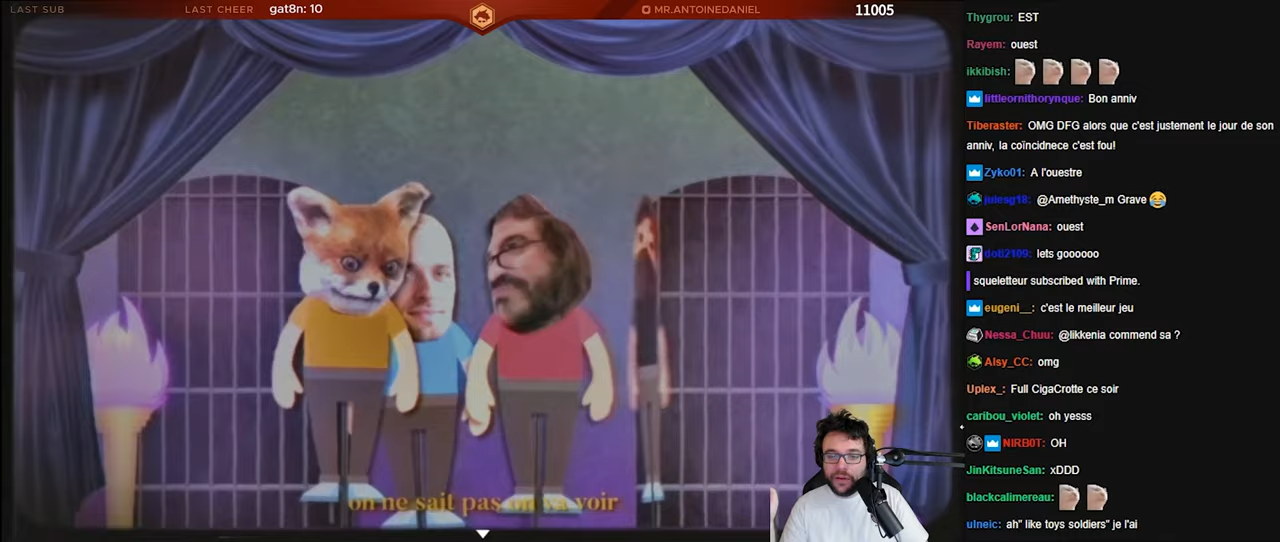 LAST SUB
LAST CHEER gat8n: 10
MR.ANTOINEDANIEL
11005
on ne sait pas on va voir
Thygrou: EST
Rayem: ouest
ikkibish:
littleornithorynque: Bon anniv
Tiberaster: OMG DFG alors que c'est justement le jour de son
anniv, la coïncidnece c'est fou!
Zyko01: A l'ouestre
julesg18: @Amethyste_m Grave
SenLorNana: ouest
doti2109: lets goooooo
squeletteur subscribed with Prime.
eugeni__: c'est le meilleur jeu
Nessa_Chuu: @likkenia commend sa ?
Alsy_CC: omg
Uplex_: Full CigaCrotte ce soir
caribou_violet: oh yesss
NIRB0T: OH
JinKitsuneSan: xDDD
blackcalimereau:
ulneic: ah" like toys soldiers" je l'ai